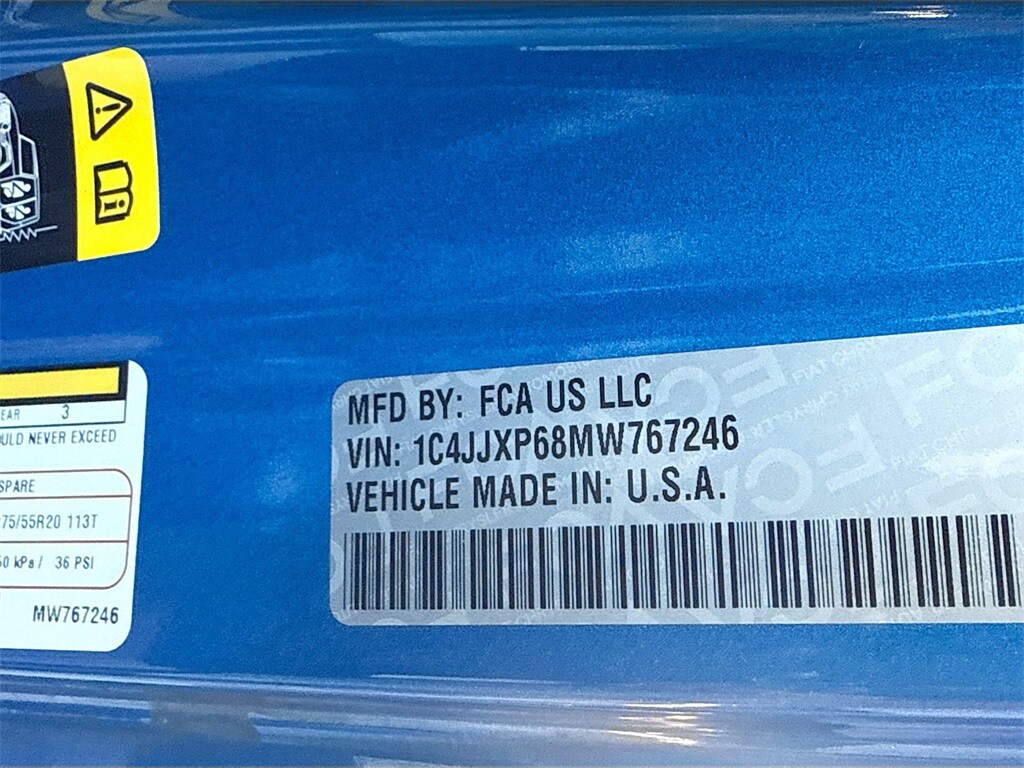 EAR 3
ULD NEVER EXCEED
SPARE
75/55R20 113T
50 kPa / 36 PSI
MW767246
MFD BY: FCA US LLC
VIN: 1C4JJXP68MW767246
VEHICLE MADE IN: U.S.A.